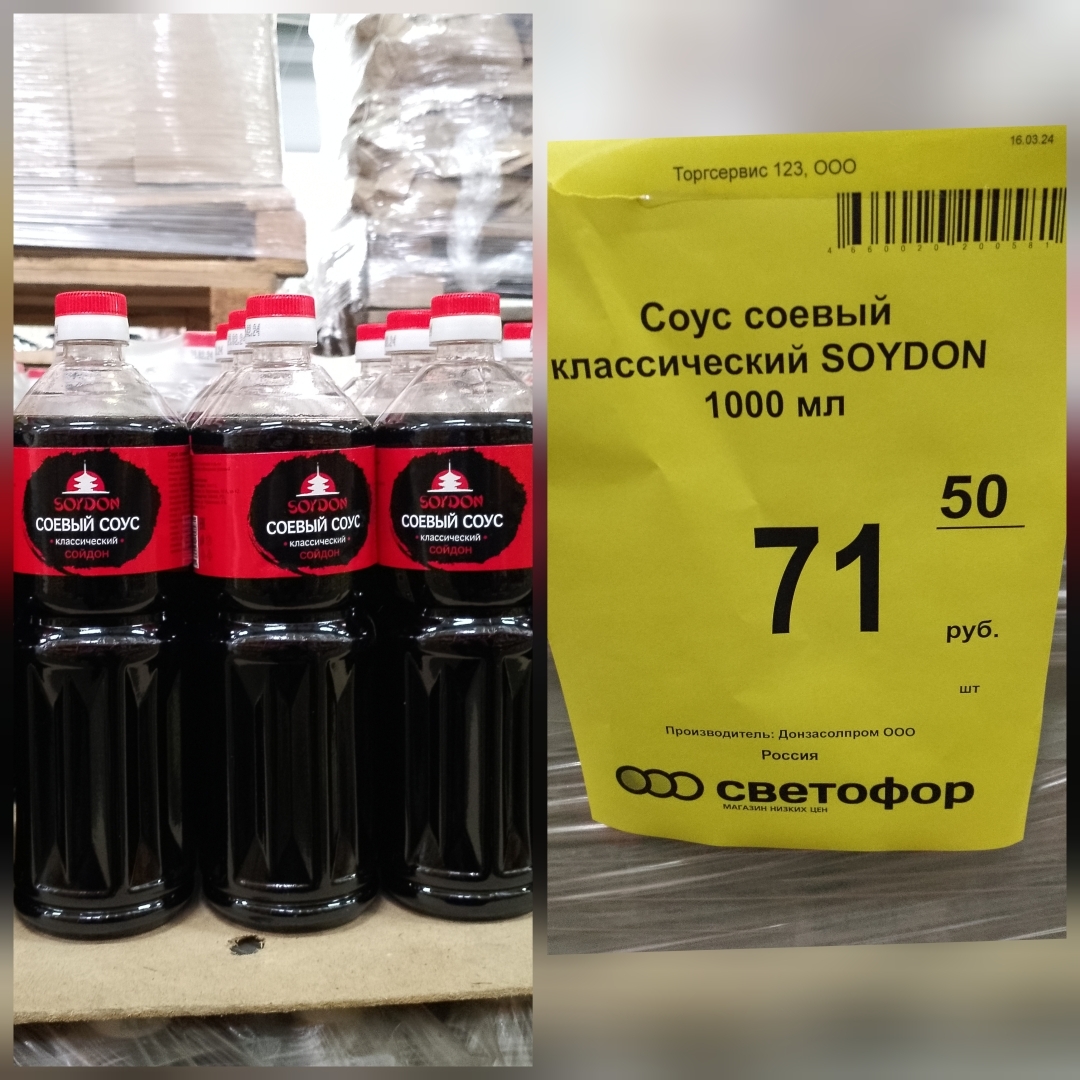 SOYDON
СОЕВЫЙ СОУС
• классический •
СОЙДОН
SOYDON
СОЕВЫЙ СОУС
• классический •
СОЙДОН
SOYDON
СОЕВЫЙ СОУС
• классический •
СОЙДОН
16.03.24
Торгсервис 123, ООО
4660020200581
Соус соевый
классический SOYDON
1000 мл
71 50
руб.
шт
Производитель: Донзасолпром ООО
Россия
светофор
МАГАЗИН НИЗКИХ ЦЕН